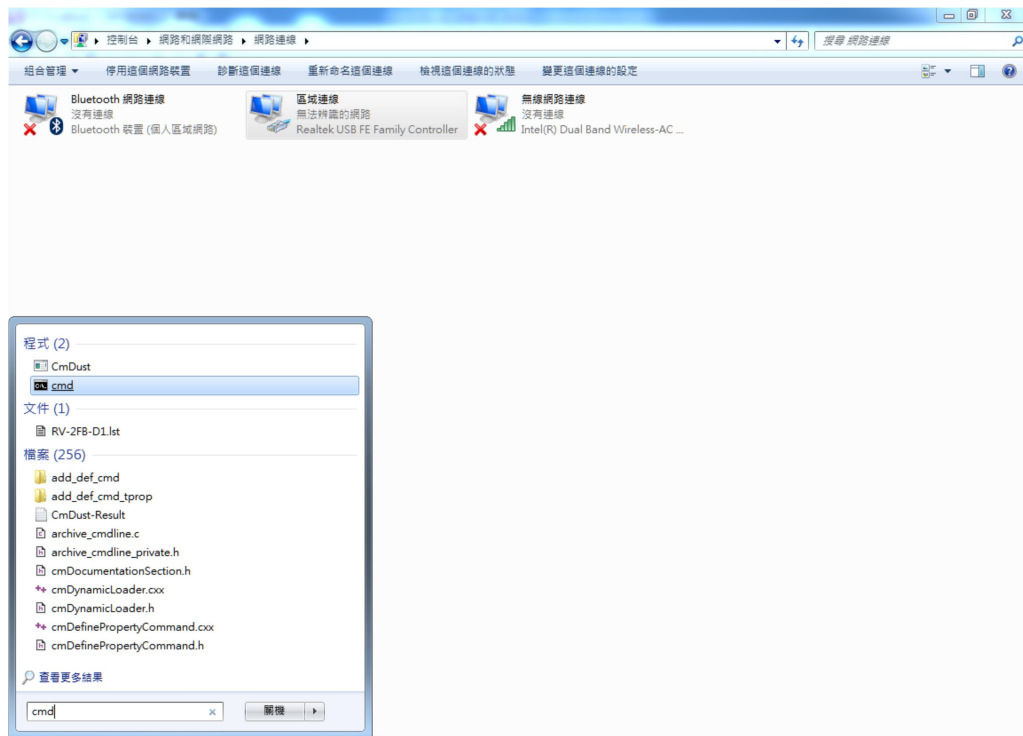 控制台 網路和網際網路 網路連線
搜尋 網路連線
組合管理 停用這個網路裝置 診斷這個連線 重新命名這個連線 檢視這個連線的狀態 變更這個連線的設定
Bluetooth 網路連線
沒有連線
Bluetooth 裝置 (個人區域網路)
區域連線
無法辨識的網路
Realtek USB FE Family Controller
無線網路連線
沒有連線
Intel(R) Dual Band Wireless-AC ...
程式 (2)
CmDust
cmd
文件 (1)
RV-2FB-D1.lst
檔案 (256)
add_def_cmd
add_def_cmd_tprop
CmDust-Result
archive_cmdline.c
archive_cmdline_private.h
cmDocumentationSection.h
cmDynamicLoader.cxx
cmDynamicLoader.h
cmDefinePropertyCommand.cxx
cmDefinePropertyCommand.h
查看更多結果
cmd
關機